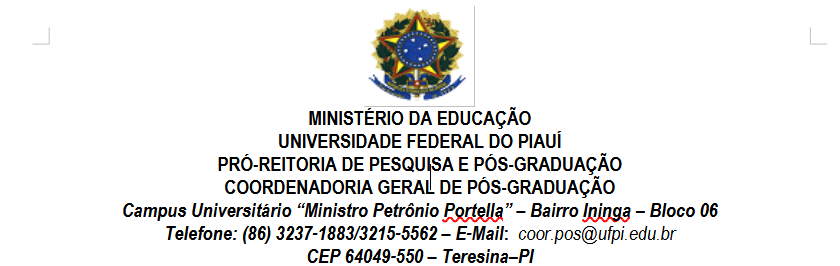 MINISTÉRIO DA EDUCAÇÃO
UNIVERSIDADE FEDERAL DO PIAUÍ
PRÓ-REITORIA DE PESQUISA E PÓS-GRADUAÇÃO
COORDENADORIA GERAL DE PÓS-GRADUAÇÃO
Campus Universitário “Ministro Petrônio Portella” – Bairro Ininga – Bloco 06
Telefone: (86) 3237-1883/3215-5562 – E-Mail: coor.pos@ufpi.edu.br
CEP 64049-550 – Teresina–PI